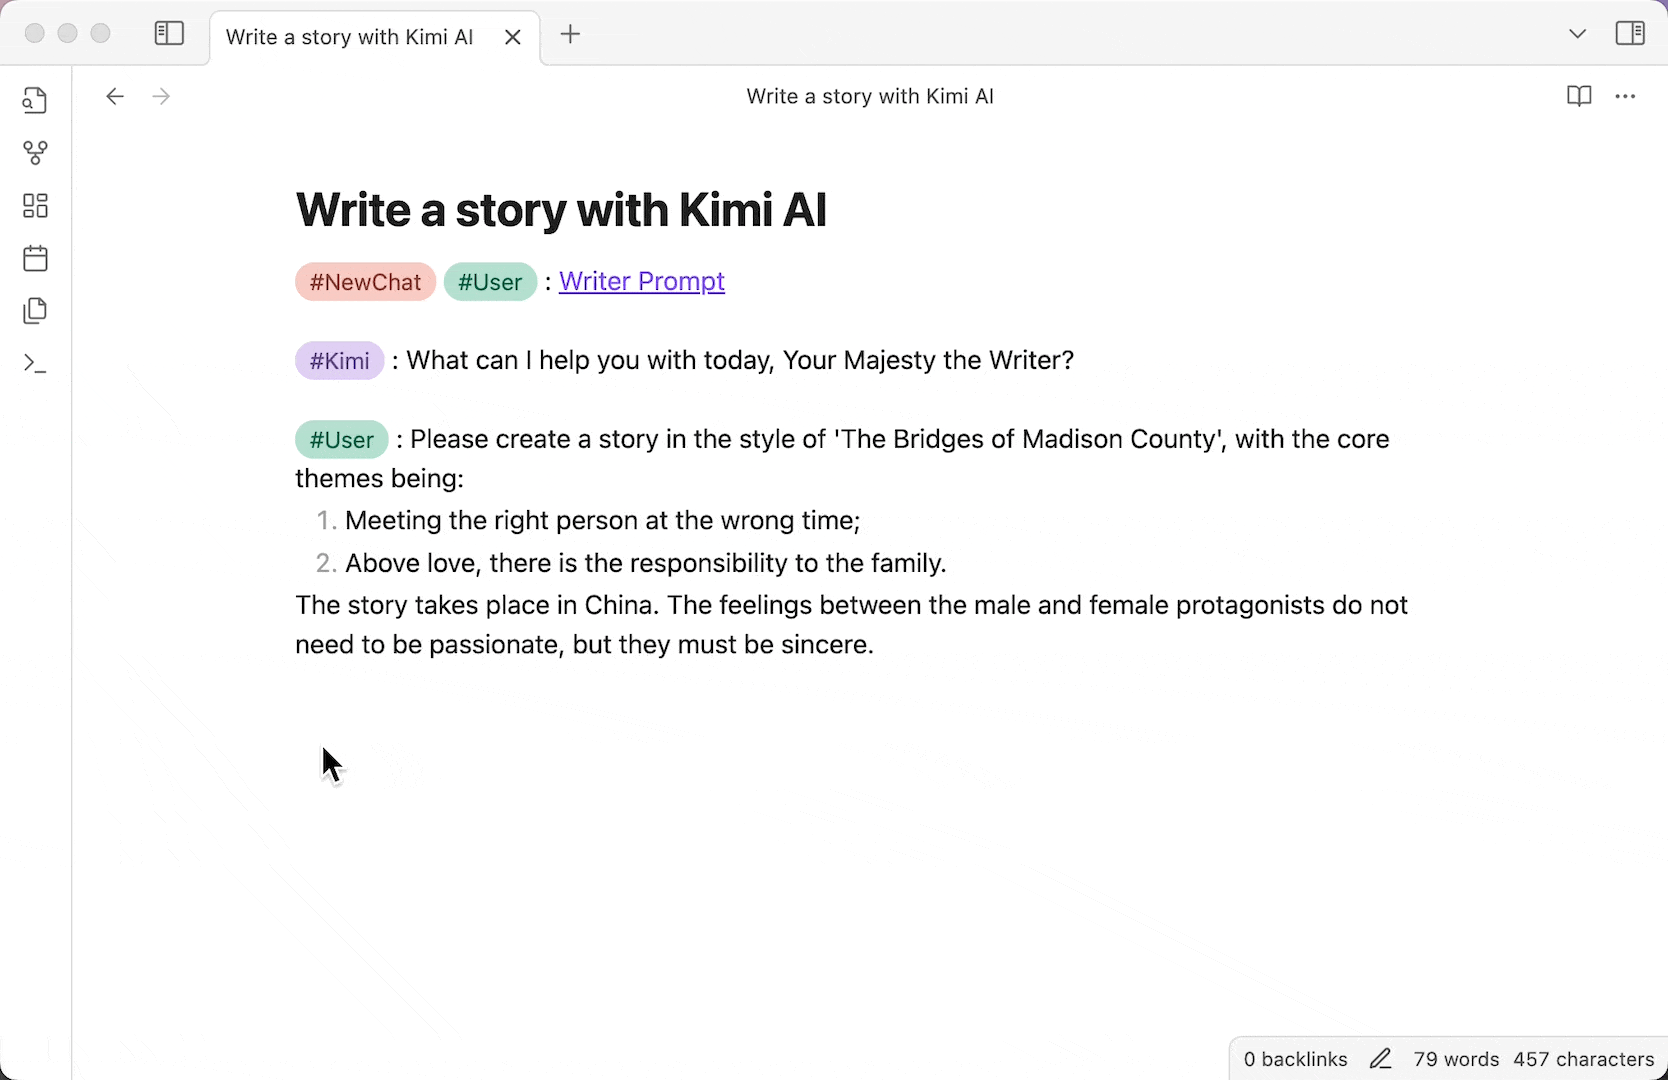 Write a story with Kimi AI
Write a story with Kimi AI
Write a story with Kimi AI
#NewChat #User : Writer Prompt
#Kimi : What can I help you with today, Your Majesty the Writer?
#User : Please create a story in the style of 'The Bridges of Madison County', with the core
themes being:
1. Meeting the right person at the wrong time;
2. Above love, there is the responsibility to the family.
The story takes place in China. The feelings between the male and female protagonists do not
need to be passionate, but they must be sincere.
0 backlinks 79 words 457 characters